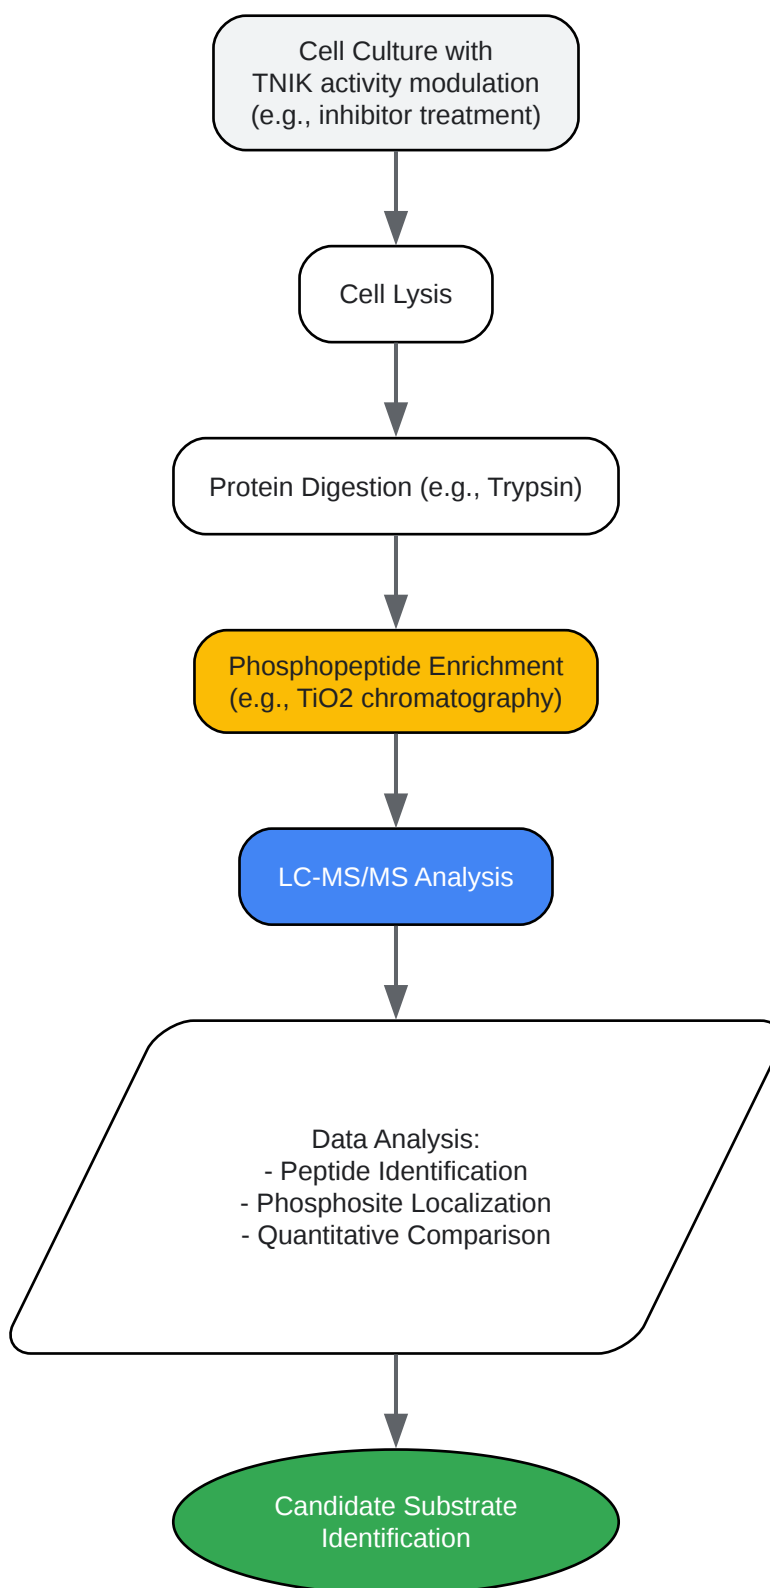 Cell Culture with
TNIK activity modulation
(e.g., inhibitor treatment)
Cell Lysis
Protein Digestion (e.g., Trypsin)
Phosphopeptide Enrichment
(e.g., TiO2 chromatography)
LC-MS/MS Analysis
Data Analysis:
- Peptide Identification
- Phosphosite Localization
- Quantitative Comparison
Candidate Substrate
Identification